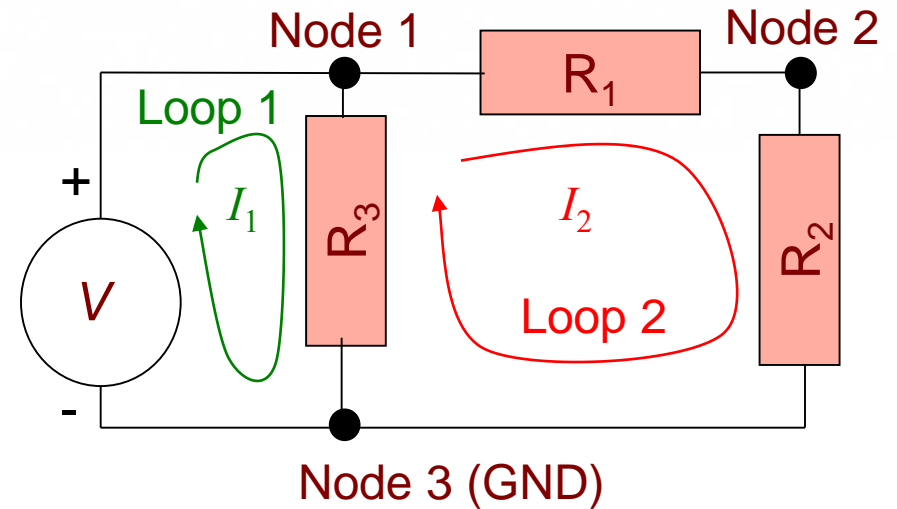 Node 1
Node 2
R1
Loop 1
+
I1
R3
I2
R2
V
Loop 2
-
Node 3 (GND)